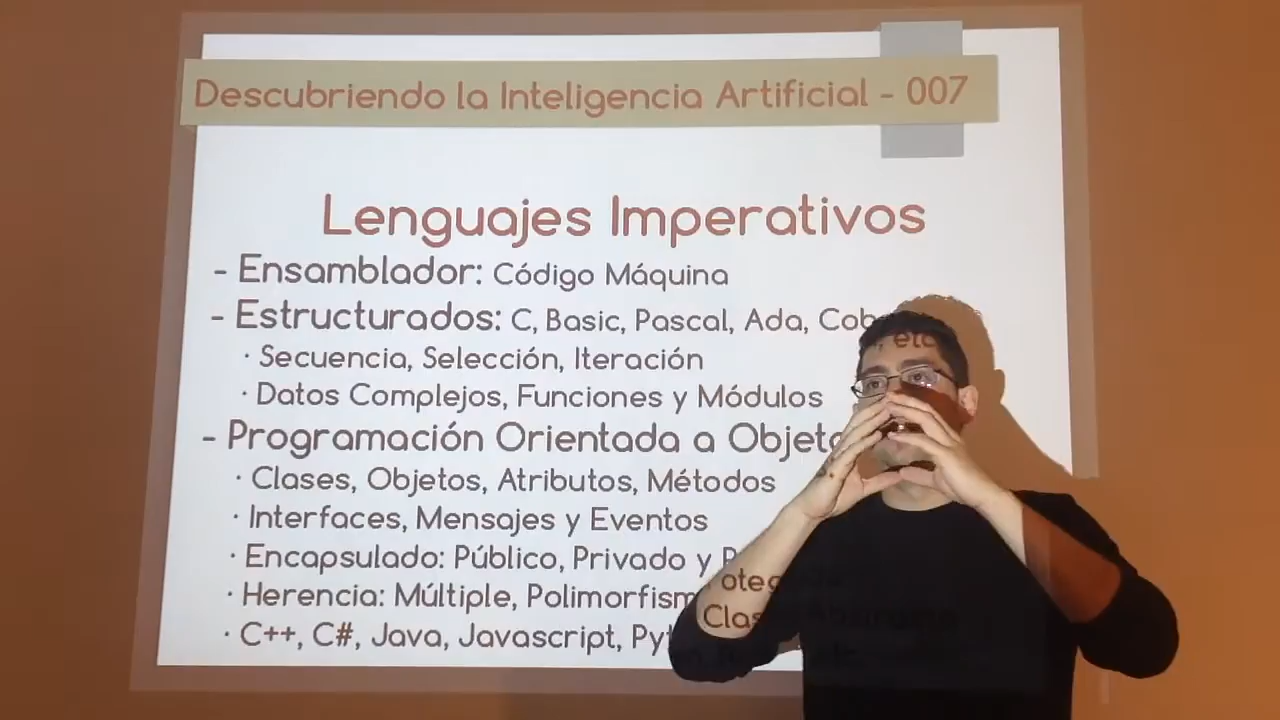 Descubriendo la Inteligencia Artificial - 007
Lenguajes Imperativos
- Ensamblador: Código Máquina
- Estructurados: C, Basic, Pascal, Ada, Cob , etc
· Secuencia, Selección, Iteración
· Datos Complejos, Funciones y Módulos
- Programación Orientada a Objeto
· Clases, Objetos, Atributos, Métodos
· Interfaces, Mensajes y Eventos
· Encapsulado: Público, Privado y
· Herencia: Múltiple, Polimorfism
· C++, C#, Java, Javascript,